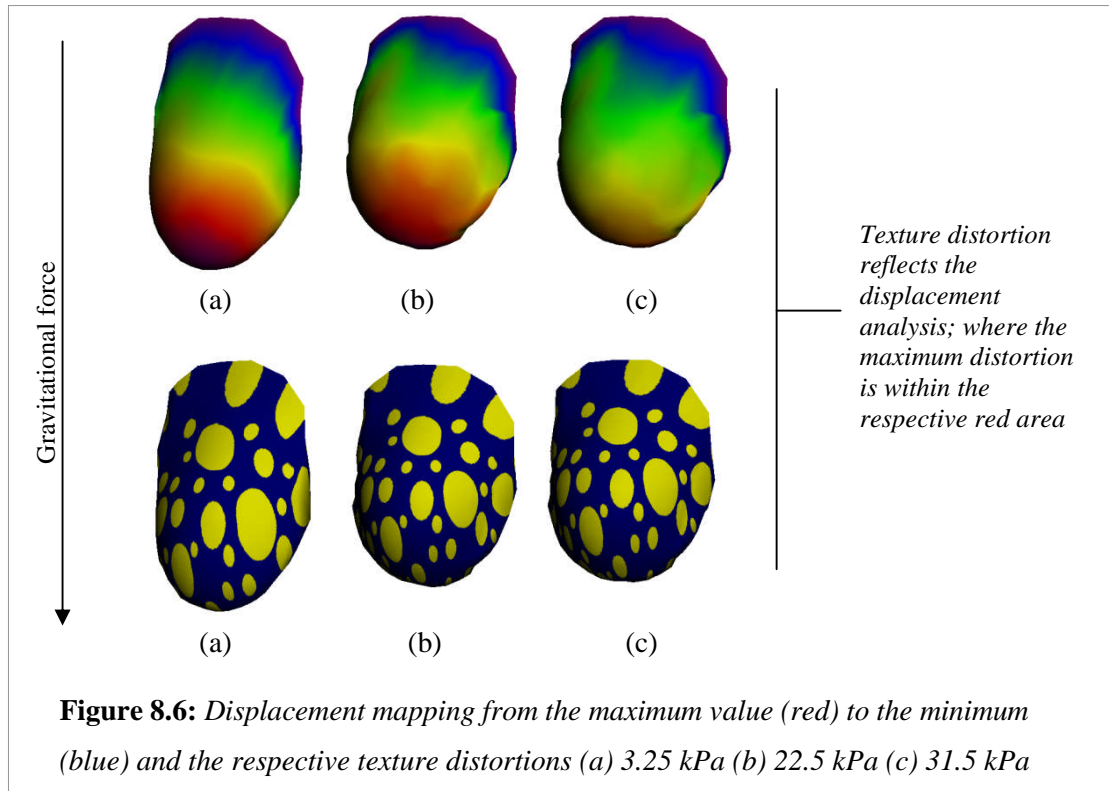 Gravitational force
(a)
(b)
(c)
(a)
(b)
(c)
Texture distortion
reflects the
displacement
analysis; where the
maximum distortion
is within the
respective red area
Figure 8.6: Displacement mapping from the maximum value (red) to the minimum
(blue) and the respective texture distortions (a) 3.25 kPa (b) 22.5 kPa (c) 31.5 kPa